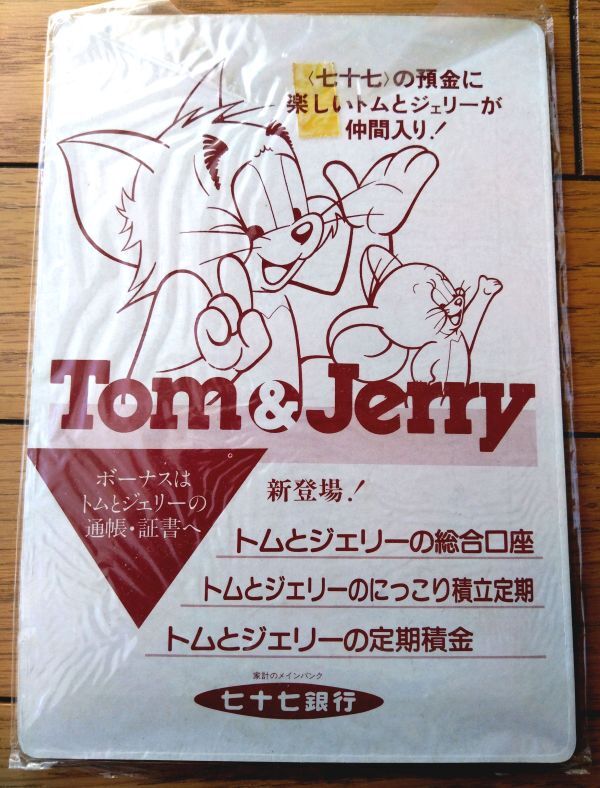 〈七十七〉の預金に
楽しいトムとジェリーが
仲間入り!
Tom & Jerry
ボーナスは
トムとジェリーの
通帳・証書へ。
新登場!
トムとジェリーの総合口座
トムとジェリーのにっこり積立定期
トムとジェリーの定期積金
家計のメインバンク
七十七銀行